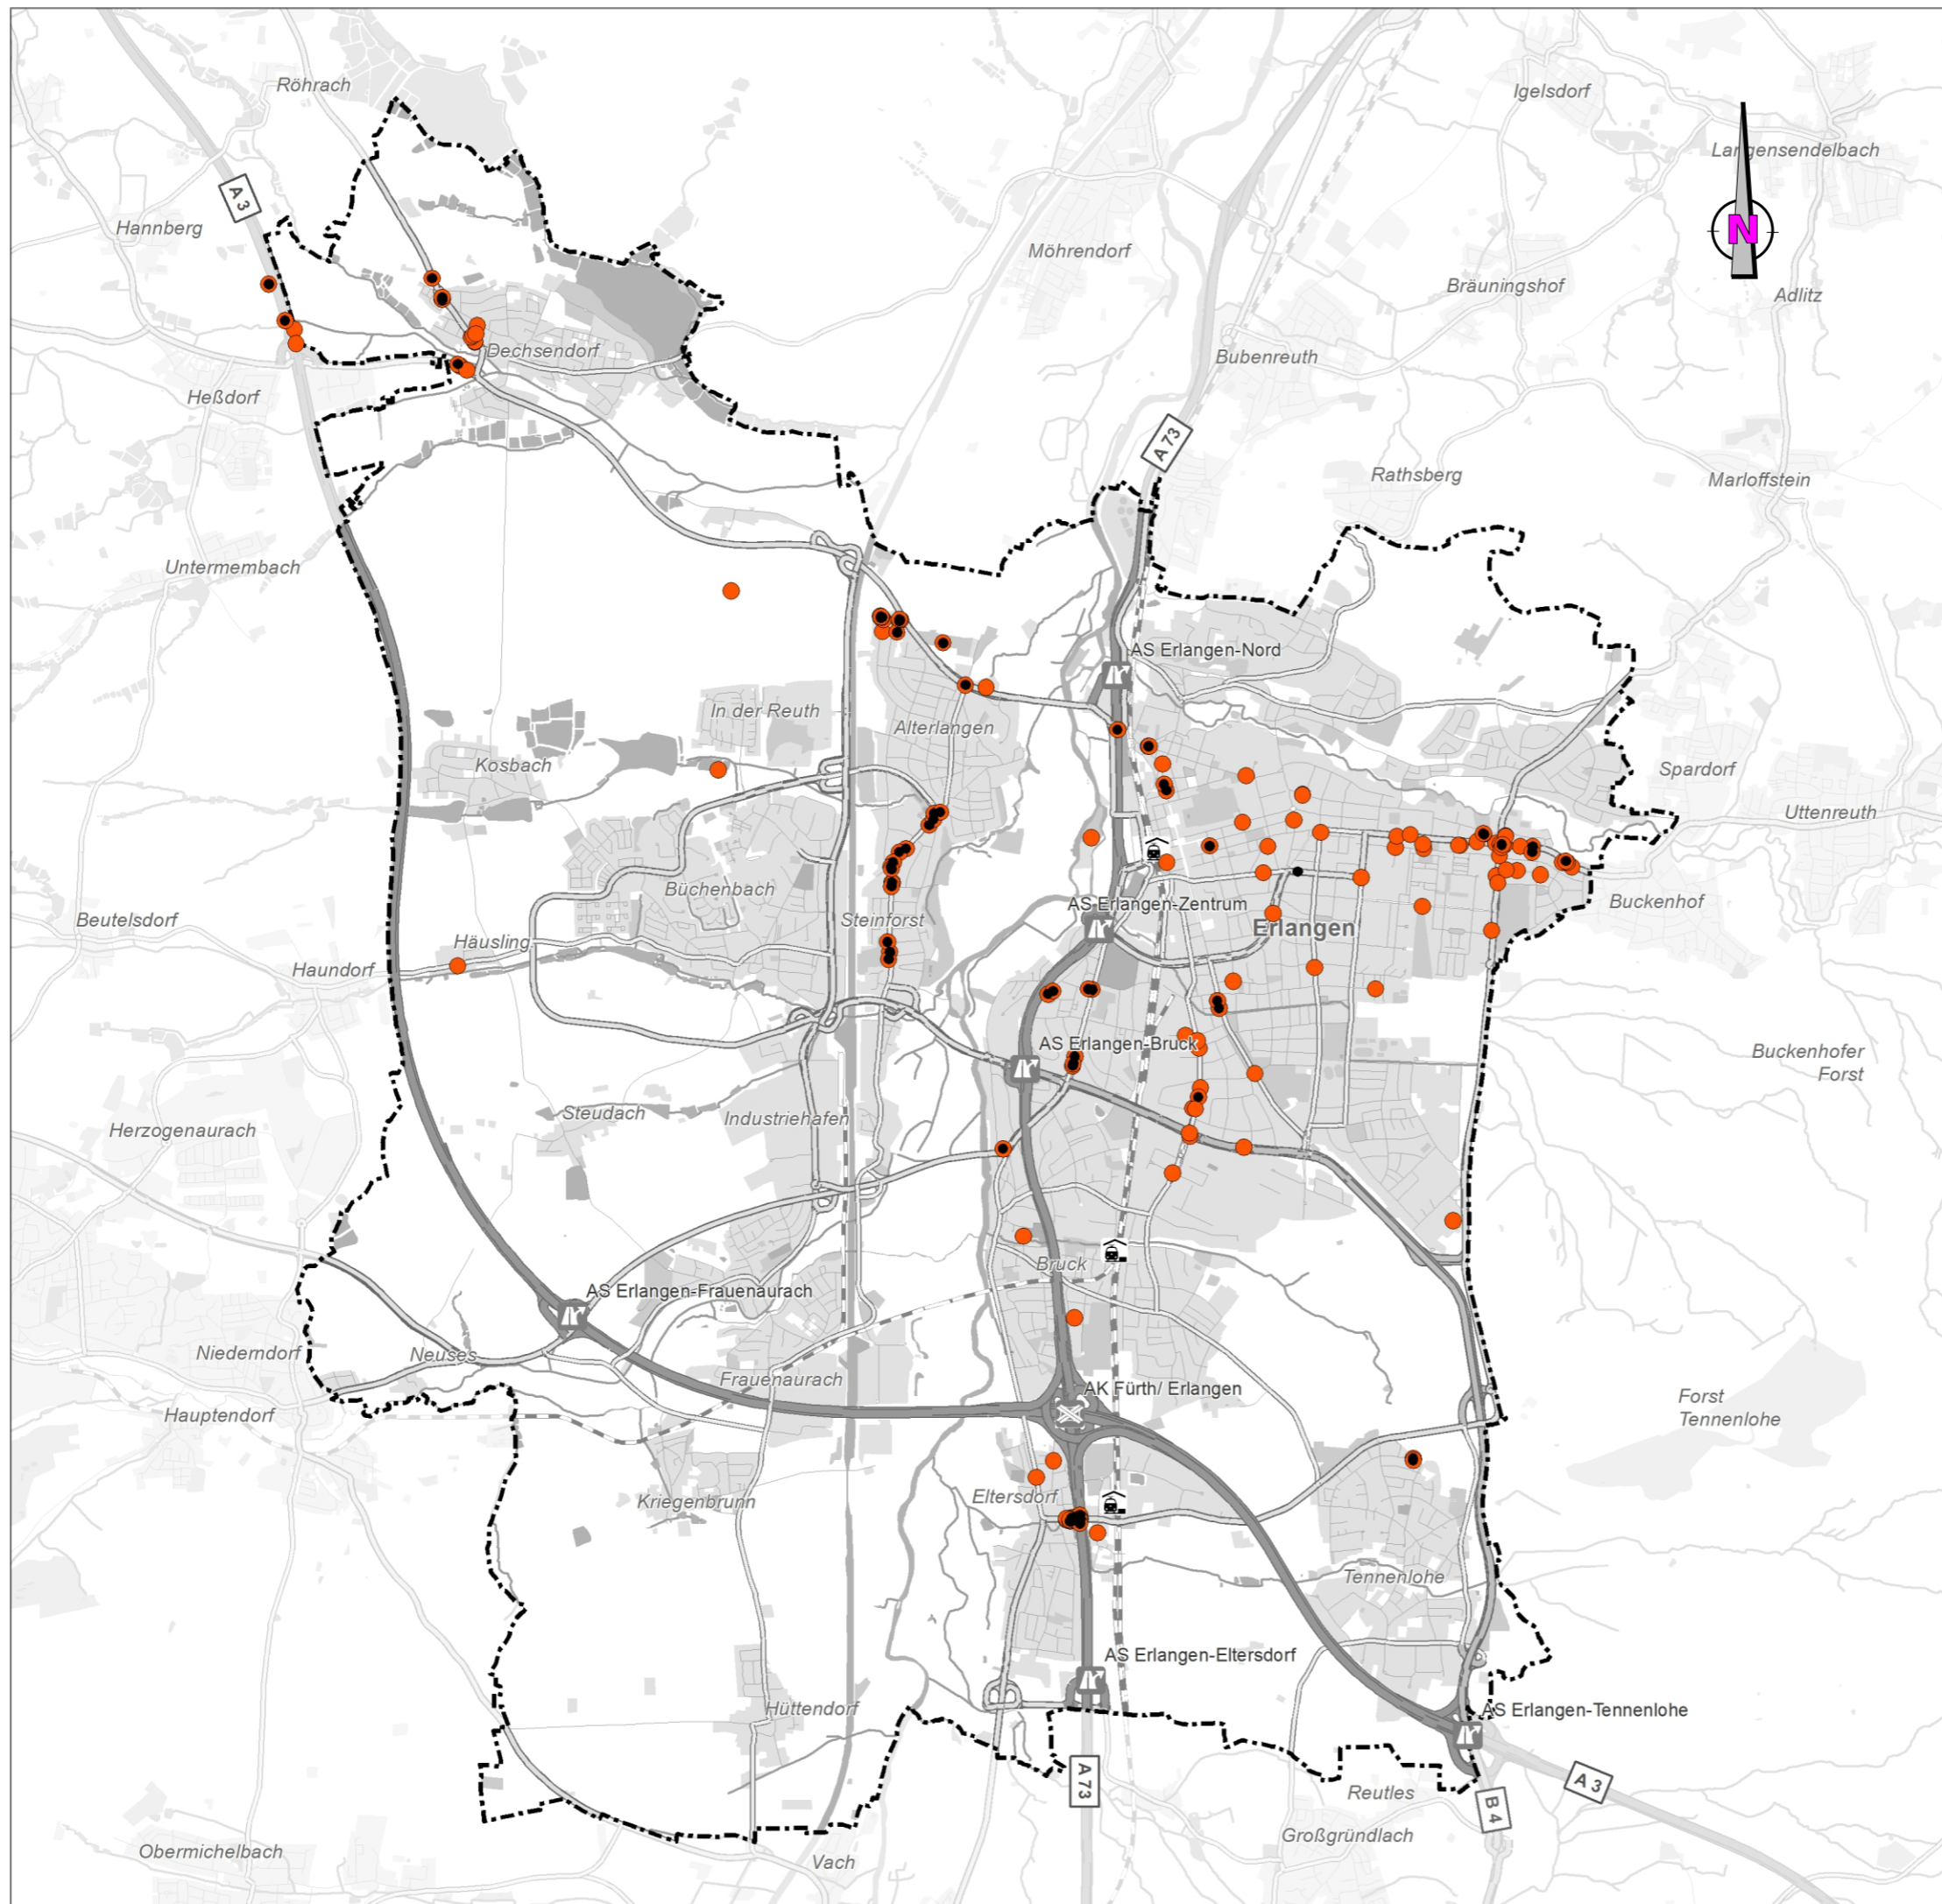 Röhrach
Igelsdorf
Langensendelbach
A 3
Hannberg
N
Möhrendorf
Bräuningshof
Adlitz
Dechsendorf
Bubenreuth
Heßdorf
A 73
Rathsberg
Marloffstein
Untermembach
AS Erlangen-Nord
In der Reuth
Alterlangen
Kosbach
Spardorf
Uttenreuth
Büchenbach
Buckenhof
AS Erlangen-Zentrum
Beutelsdorf
Steinforst
Erlangen
Häusling
Haundorf
AS Erlangen-Bruck
Buckenhofer
Forst
Steudach
Industriehafen
Herzogenaurach
Bruck
AS Erlangen-Frauenaurach
Niederndorf
Neuses
Frauenaurach
AK Fürth/ Erlangen
Forst
Tennenlohe
Hauptendorf
Kriegenbrunn
Eltersdorf
Tennenlohe
AS Erlangen-Eltersdorf
Hüttendorf
AS Erlangen-Tennenlohe
A 73
A 3
Reutles
B 4
Großgründlach
Obermichelbach
Vach